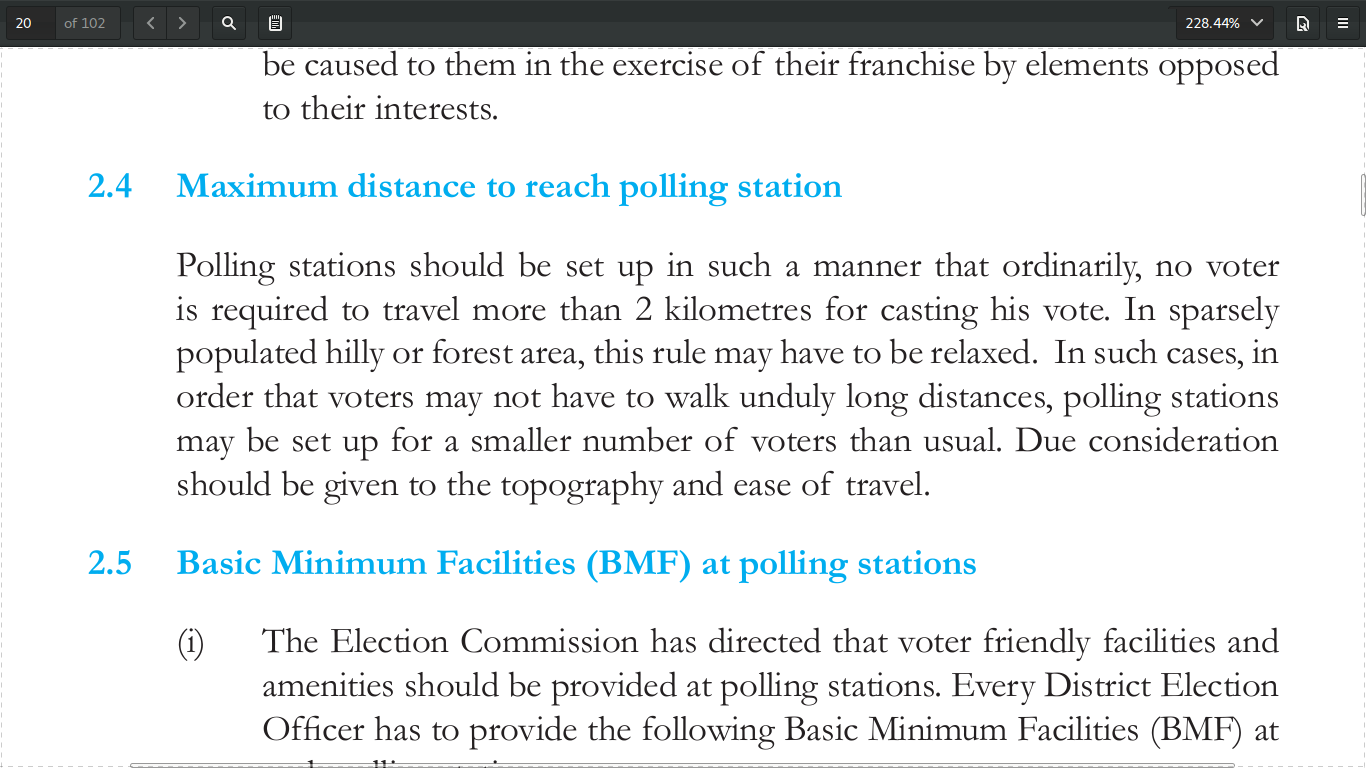 20 of 102 228.44%
be caused to them in the exercise of their franchise by elements opposed
to their interests.
2.4 Maximum distance to reach polling station
Polling stations should be set up in such a manner that ordinarily, no voter
is required to travel more than 2 kilometres for casting his vote. In sparsely
populated hilly or forest area, this rule may have to be relaxed. In such cases, in
order that voters may not have to walk unduly long distances, polling stations
may be set up for a smaller number of voters than usual. Due consideration
should be given to the topography and ease of travel.
2.5 Basic Minimum Facilities (BMF) at polling stations
(i) The Election Commission has directed that voter friendly facilities and
amenities should be provided at polling stations. Every District Election
Officer has to provide the following Basic Minimum Facilities (BMF) at